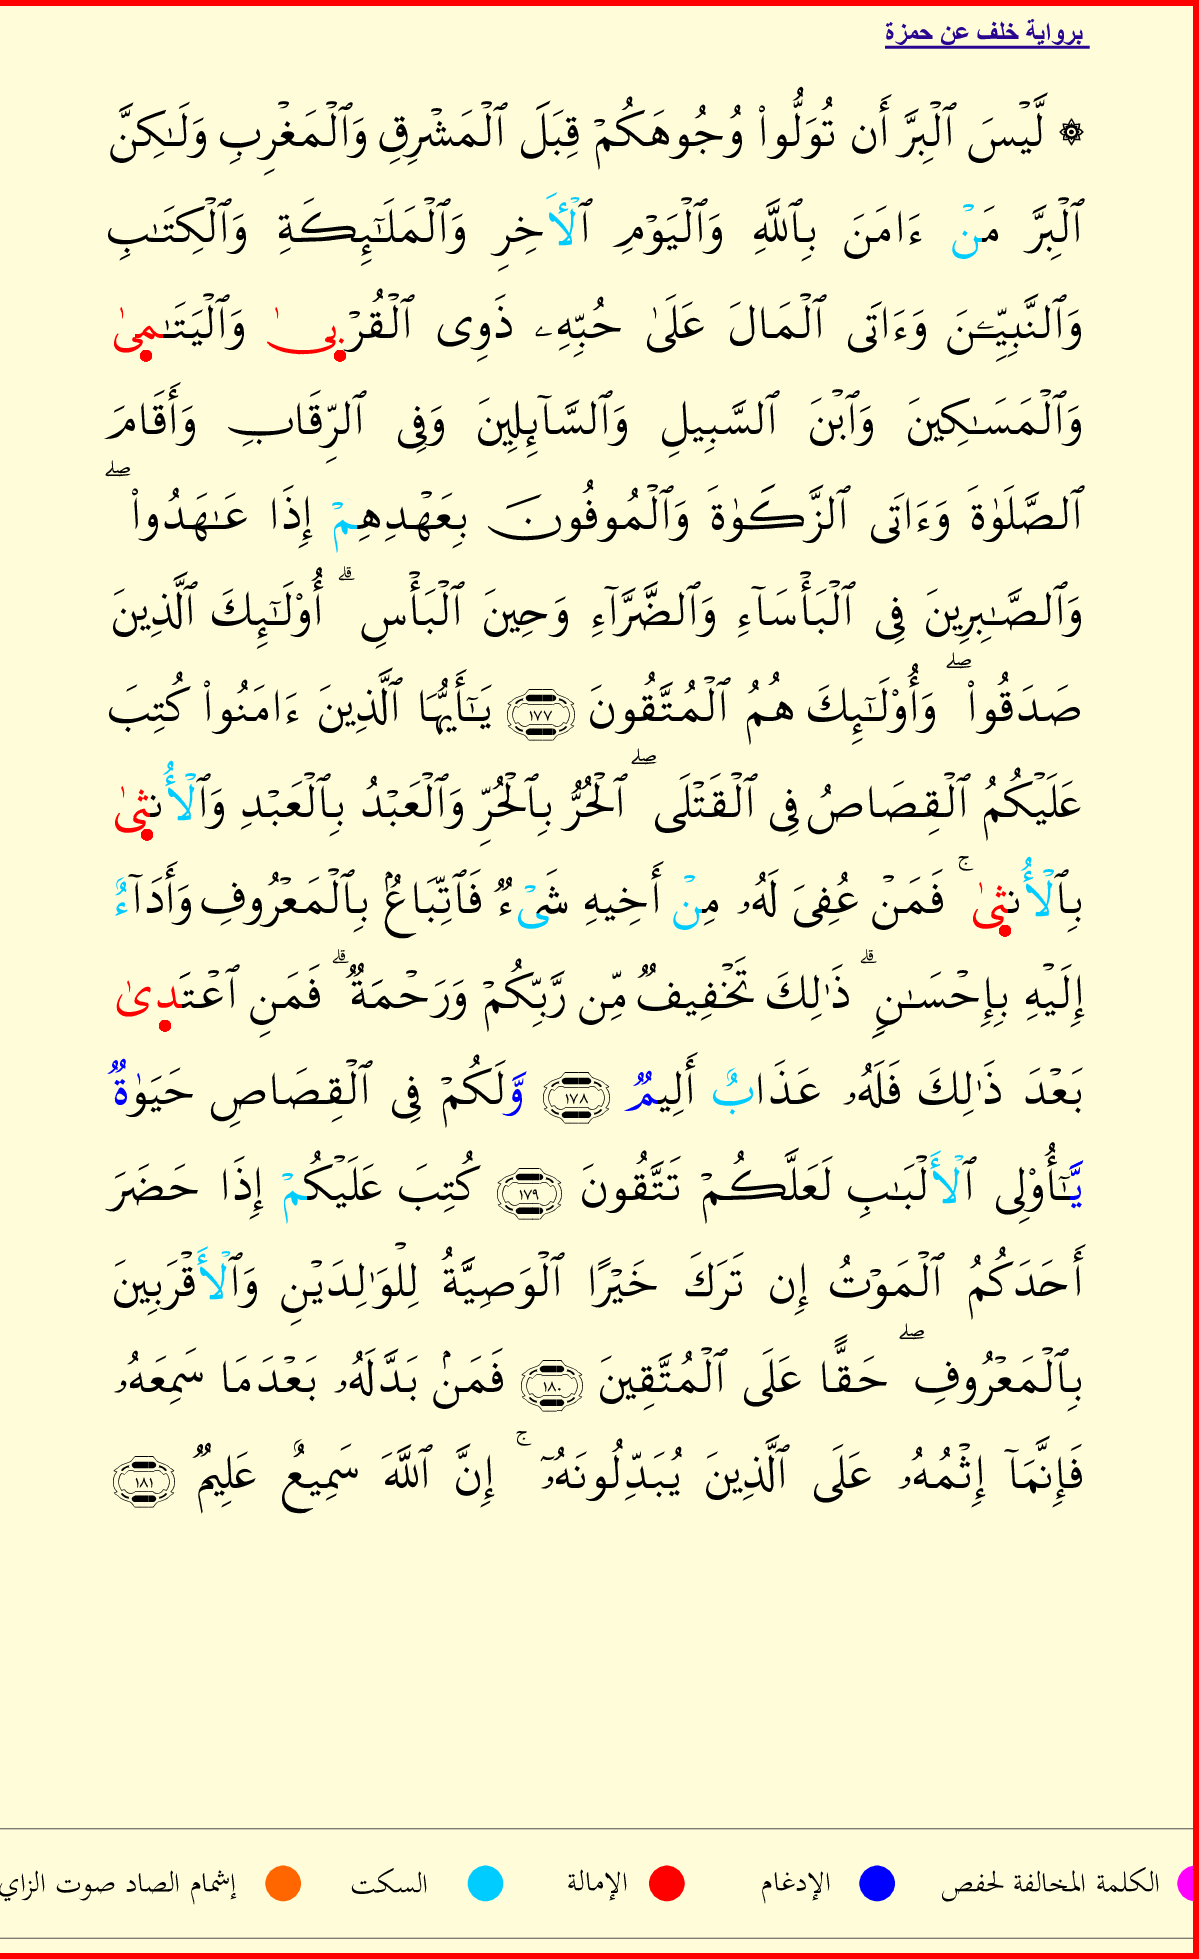 برواية خلف عن حمزة
۞ لَّيۡسَ ٱلۡبِرَّ أَن تُوَلُّواْ وُجُوهَكُمۡ قِبَلَ ٱلۡمَشۡرِقِ وَٱلۡمَغۡرِبِ وَلَٰكِنَّ
ٱلۡبِرَّ مَنۡ ءَامَنَ بِٱللَّهِ وَٱلۡيَوۡمِ ٱلۡأَخِرِ وَٱلۡمَلَٰٓئِكَةِ وَٱلۡكِتَٰبِ
وَٱلنَّبِيِّـۧنَ وَءَاتَى ٱلۡمَالَ عَلَىٰ حُبِّهِۦ ذَوِى ٱلۡقُرۡبىٰ وَٱلۡيَتَٰمىٰ
وَٱلۡمَسَٰكِينَ وَٱبۡنَ ٱلسَّبِيلِ وَٱلسَّآئِلِينَ وَفِى ٱلرِّقَابِ وَأَقَامَ
ٱلصَّلَوٰةَ وَءَاتَى ٱلزَّكَوٰةَ وَٱلۡمُوفُونَ بِعَهۡدِهِمۡ إِذَا عَٰهَدُواْۖ
وَٱلصَّٰبِرِينَ فِى ٱلۡبَأۡسَآءِ وَٱلضَّرَّآءِ وَحِينَ ٱلۡبَأۡسِۗ أُوْلَٰٓئِكَ ٱلَّذِينَ
صَدَقُواْۖ وَأُوْلَٰٓئِكَ هُمُ ٱلۡمُتَّقُونَ ١٧٧ يَٰٓأَيُّهَا ٱلَّذِينَ ءَامَنُواْ كُتِبَ
عَلَيۡكُمُ ٱلۡقِصَاصُ فِى ٱلۡقَتۡلَىۖ ٱلۡحُرُّ بِٱلۡحُرِّ وَٱلۡعَبۡدُ بِٱلۡعَبۡدِ وَٱلۡأُنثىٰ
بِٱلۡأُنثىٰۚ فَمَنۡ عُفِىَ لَهُۥ مِنۡ أَخِيهِ شَىۡءٞ فَٱتِّبَاعُۢ بِٱلۡمَعۡرُوفِ وَأَدَآءٌ
إِلَيۡهِ بِإِحۡسَٰنٖۗ ذَٰلِكَ تَخۡفِيفٞ مِّن رَّبِّكُمۡ وَرَحۡمَةٞۗ فَمَنِ ٱعۡتَدىٰ
بَعۡدَ ذَٰلِكَ فَلَهُۥ عَذَابٌ أَلِيمٞ ١٧٨ وَّلَكُمۡ فِى ٱلۡقِصَاصِ حَيَوٰةٞ
يَّٰٓأُوْلِى ٱلۡأَلۡبَٰبِ لَعَلَّكُمۡ تَتَّقُونَ ١٧٩ كُتِبَ عَلَيۡكُمۡ إِذَا حَضَرَ
أَحَدَكُمُ ٱلۡمَوۡتُ إِن تَرَكَ خَيۡرًا ٱلۡوَصِيَّةُ لِلۡوَٰلِدَيۡنِ وَٱلۡأَقۡرَبِينَ
بِٱلۡمَعۡرُوفِۖ حَقًّا عَلَى ٱلۡمُتَّقِينَ ١٨٠ فَمَنۢ بَدَّلَهُۥ بَعۡدَمَا سَمِعَهُۥ
فَإِنَّمَآ إِثۡمُهُۥ عَلَى ٱلَّذِينَ يُبَدِّلُونَهُۥٓۚ إِنَّ ٱللَّهَ سَمِيعٌ عَلِيمٞ ١٨١
الكلمة المخالفة لحفص الإدغام الإمالة السكت إشمام الصاد صوت الزاي